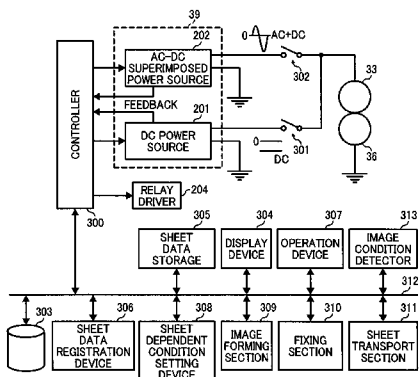 39
202
0
AC+DC
AC-DC
SUPERIMPOSED
POWER SOURCE
302
33
FEEDBACK
201
DC POWER
SOURCE
0
DC
301
36
CONTROLLER
RELAY
DRIVER
204
300
305
304
307
313
SHEET
DATA
STORAGE
DISPLAY
DEVICE
OPERATION
DEVICE
IMAGE
CONDITION
DETECTOR
312
303
306
308
309
310
311
SHEET
DATA
REGISTRATION
DEVICE
SHEET
DEPENDENT
CONDITION
SETTING
DEVICE
IMAGE
FORMING
SECTION
FIXING
SECTION
SHEET
TRANSPORT
SECTION